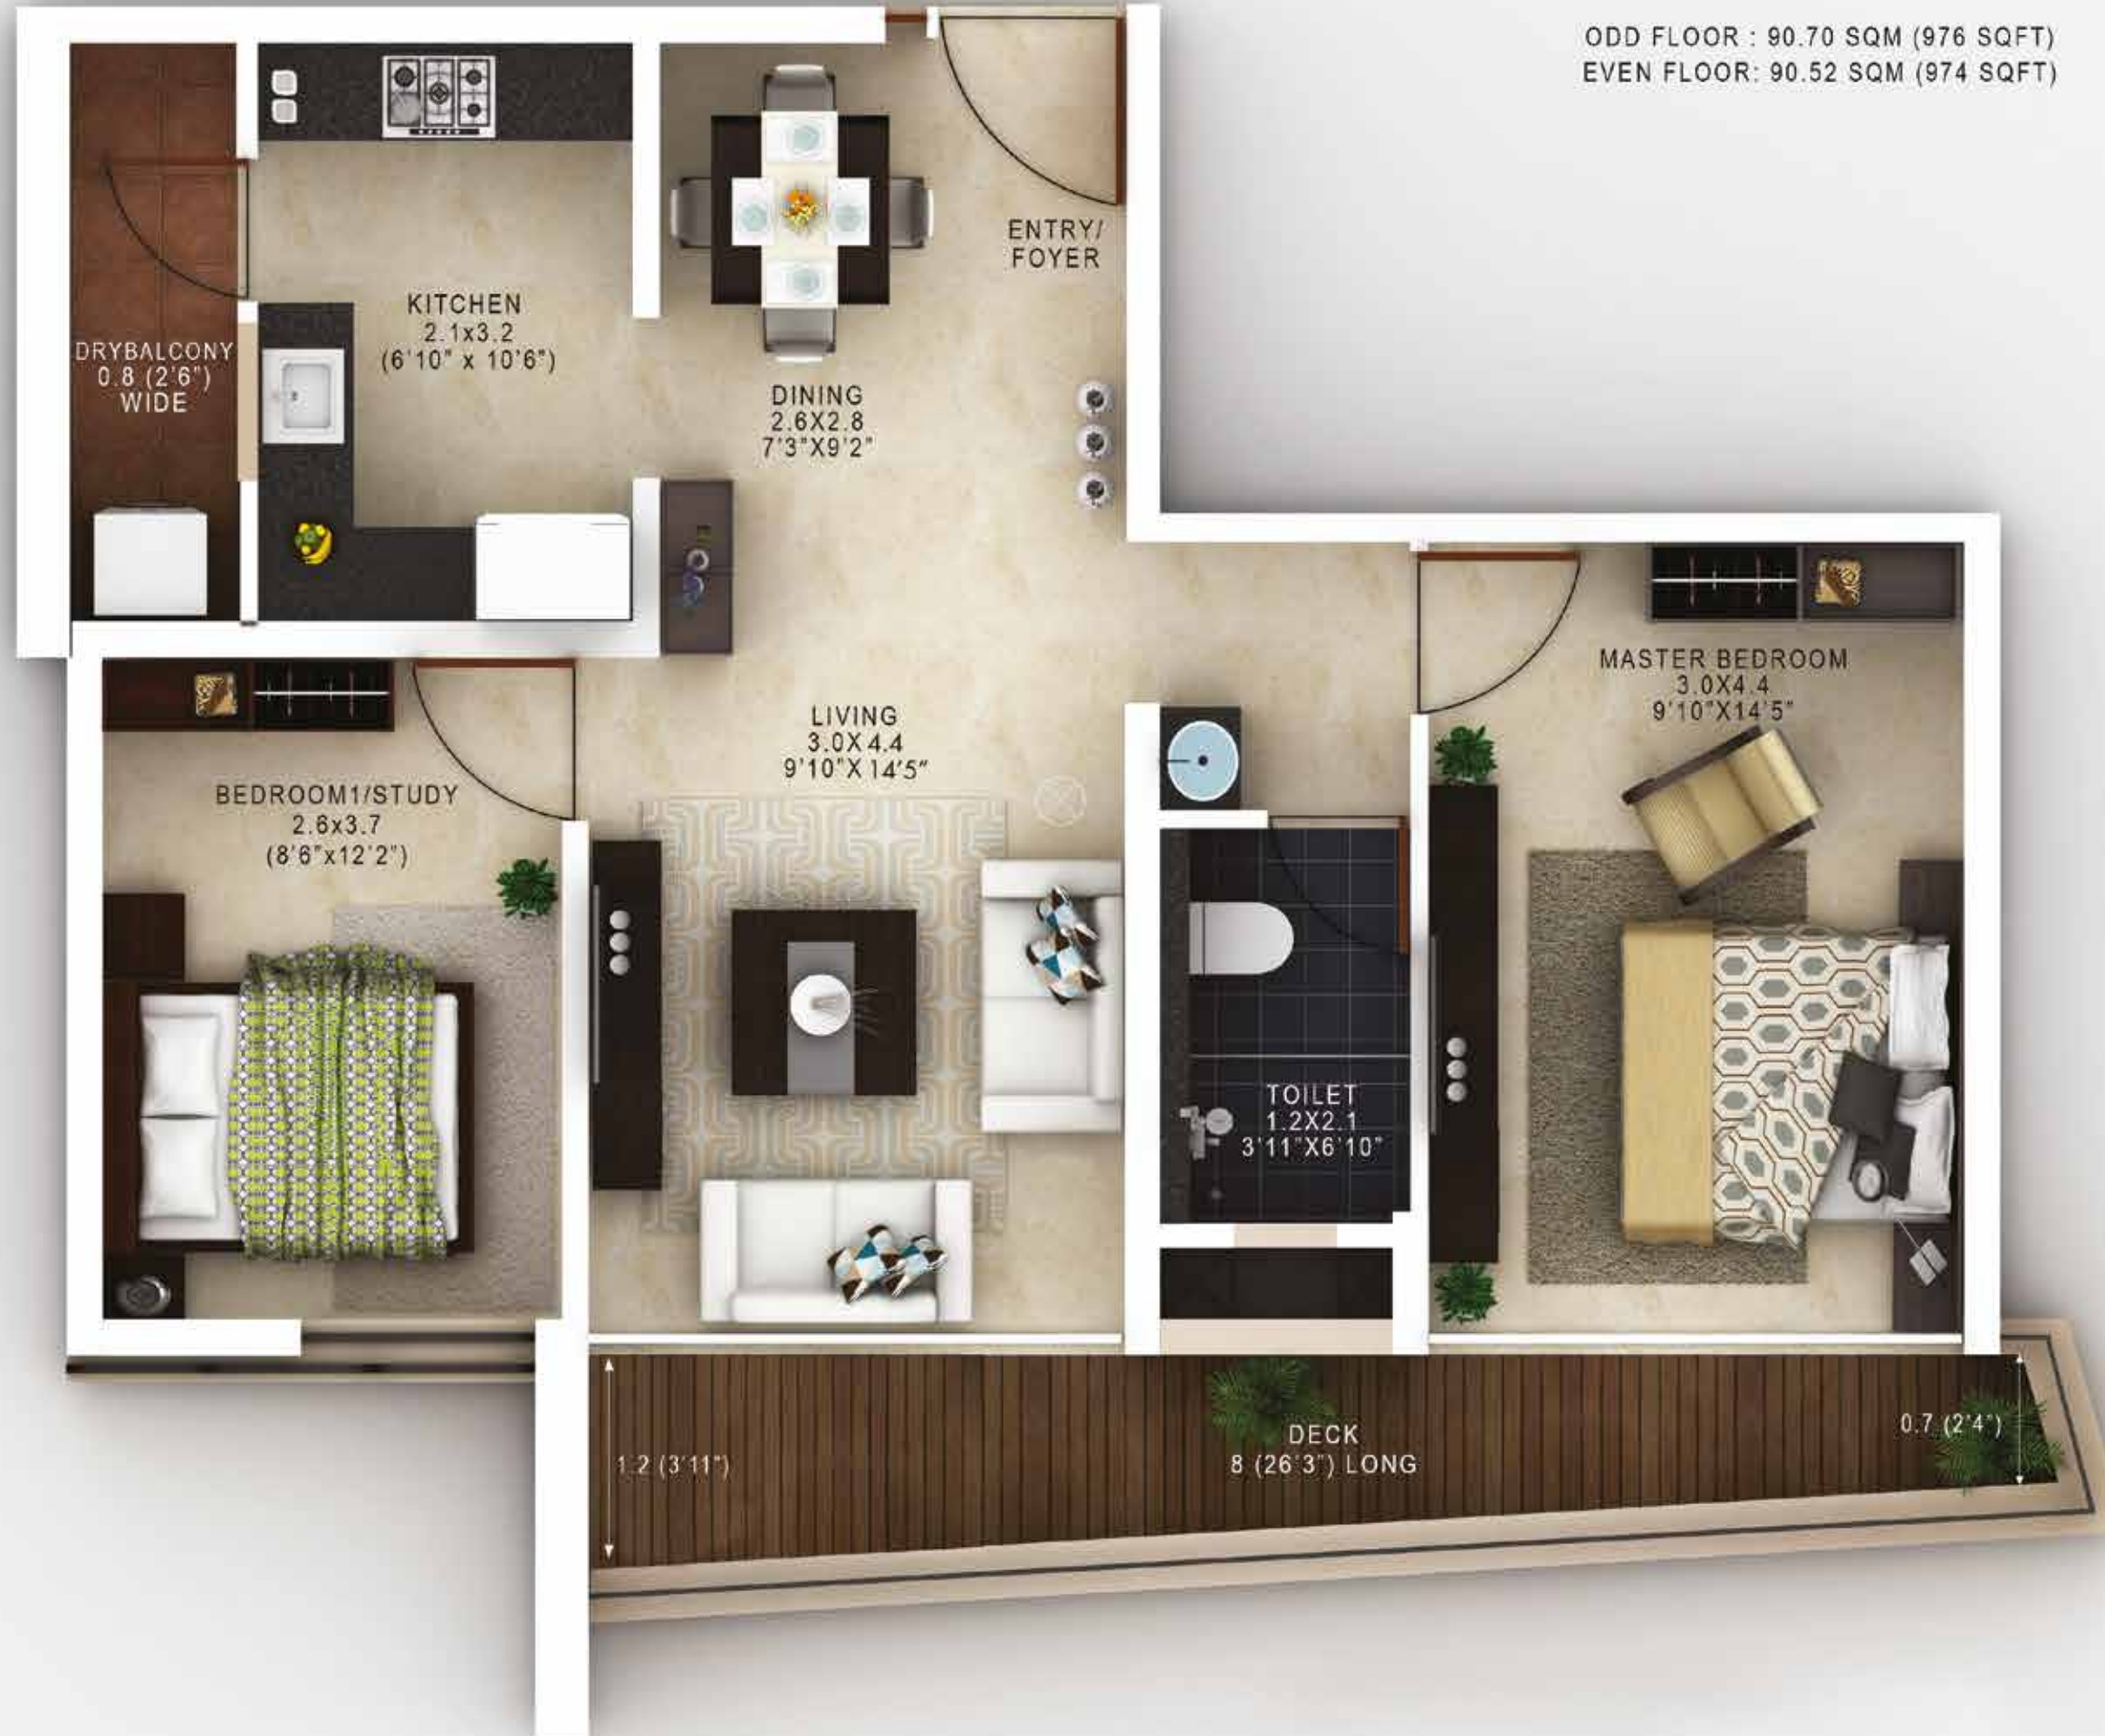 ODD FLOOR : 90.70 SQM (976 SQFT)
EVEN FLOOR: 90.52 SQM (974 SQFT)
ENTRY/
FOYER
KITCHEN
2.1x3.2
(6'10" x 10'6")
DRYBALCONY
0.8 (2'6")
WIDE
DINING
2.6X2.8
7'3"X9'2"
MASTER BEDROOM
3.0X4.4
9'10"X14'5"
LIVING
3.0X4.4
9'10"X14'5"
BEDROOM1/STUDY
2.6x3.7
(8'6"x12'2")
TOILET
1.2X2.1
3'11"X6'10"
1.2 (3'11")
DECK
8 (26'3") LONG
0.7 (2'4")